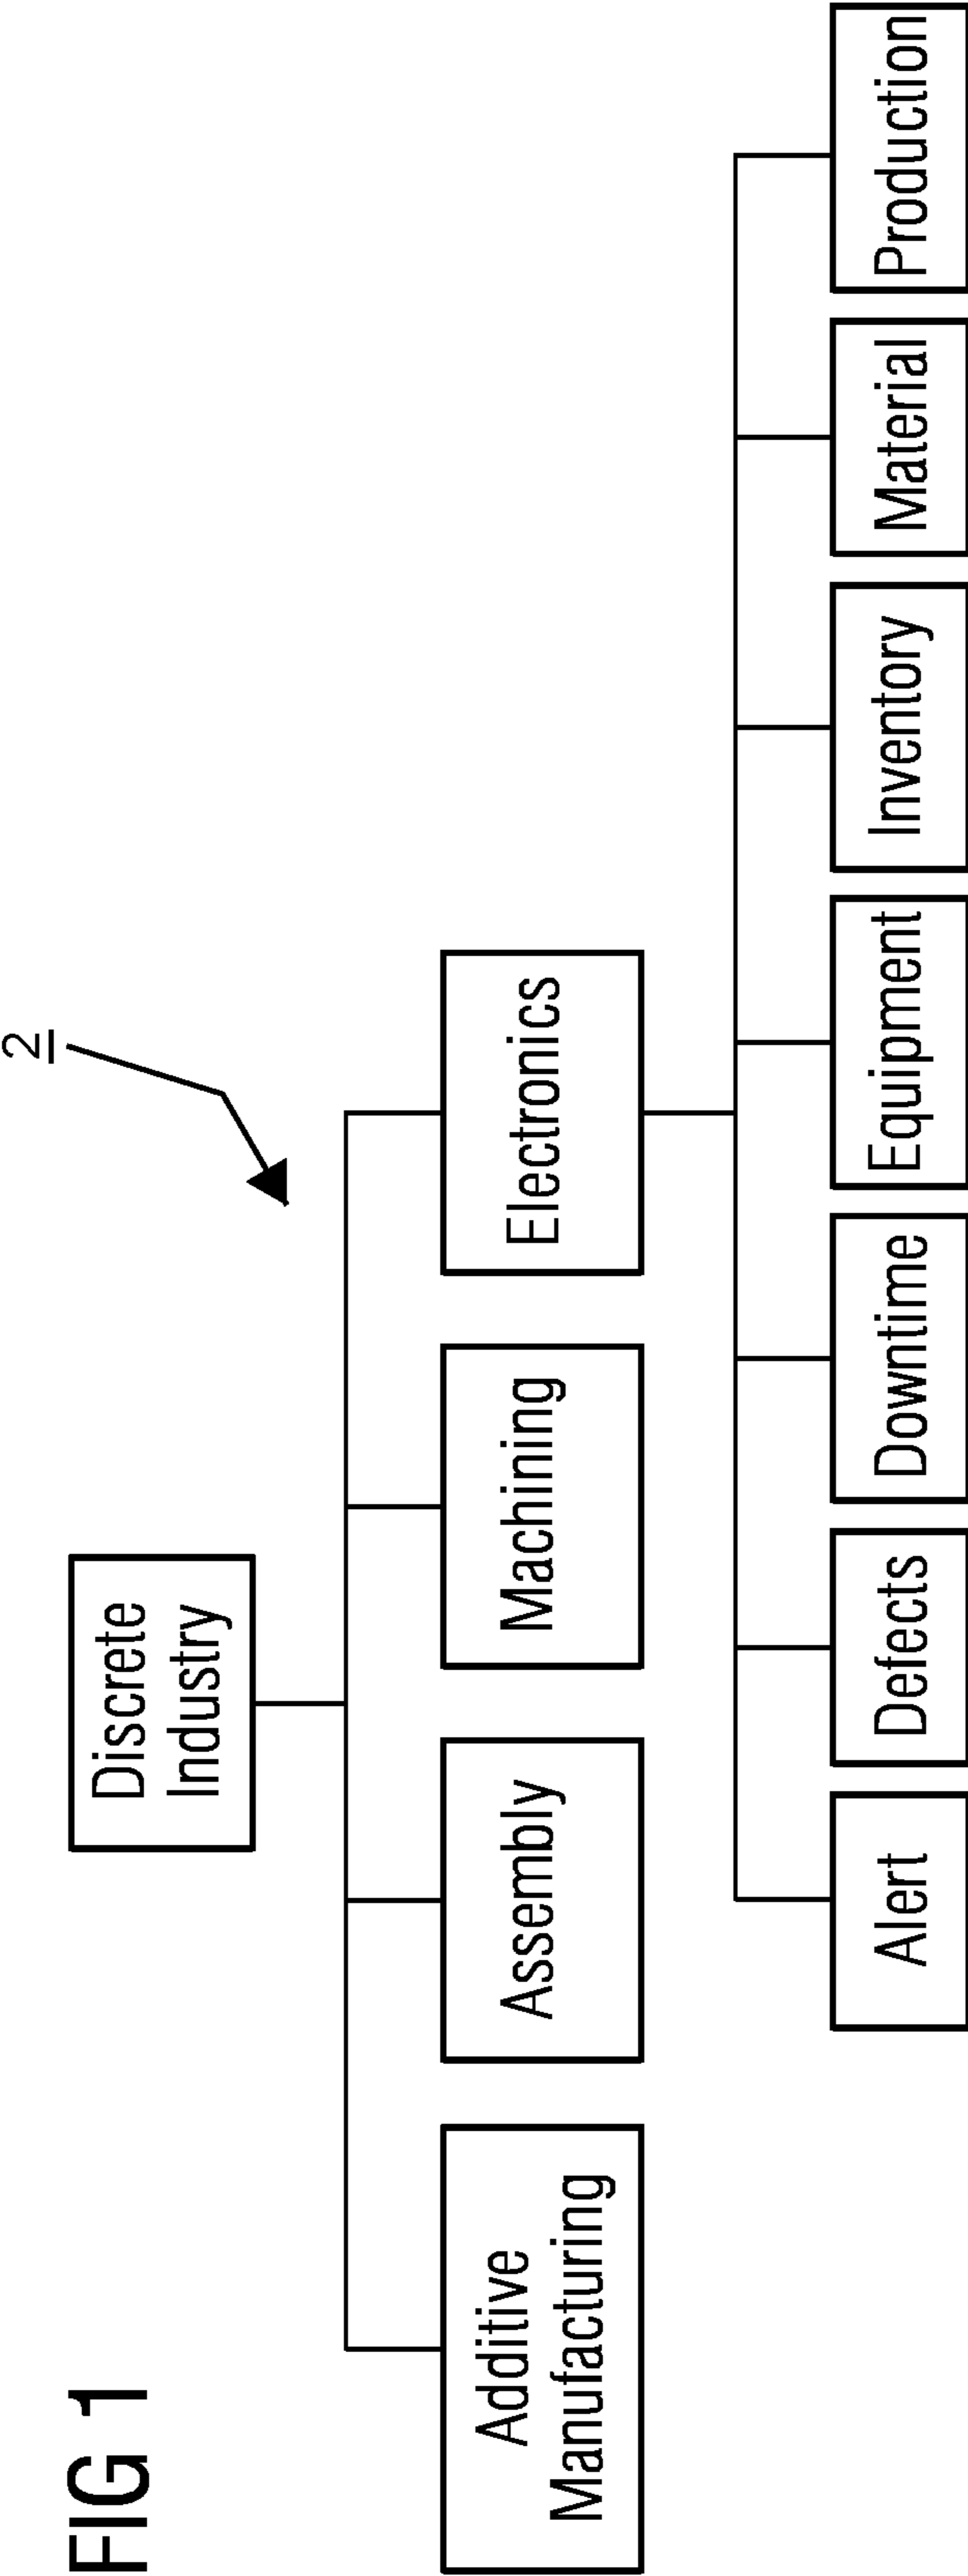 FIG 1
2
Discrete
Industry
Additive
Manufacturing
Assembly
Machining
Electronics
Alert
Defects
Downtime
Equipment
Inventory
Material
Production